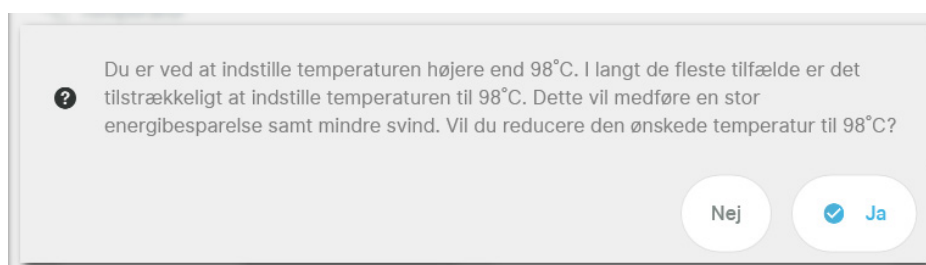 Du er ved at indstille temperaturen højere end 98°C. I langt de fleste tilfælde er det
tilstrækkeligt at indstille temperaturen til 98°C. Dette vil medføre en stor
energibesparelse samt mindre svind. Vil du reducere den ønskede temperatur til 98°C?
Nej
Ja